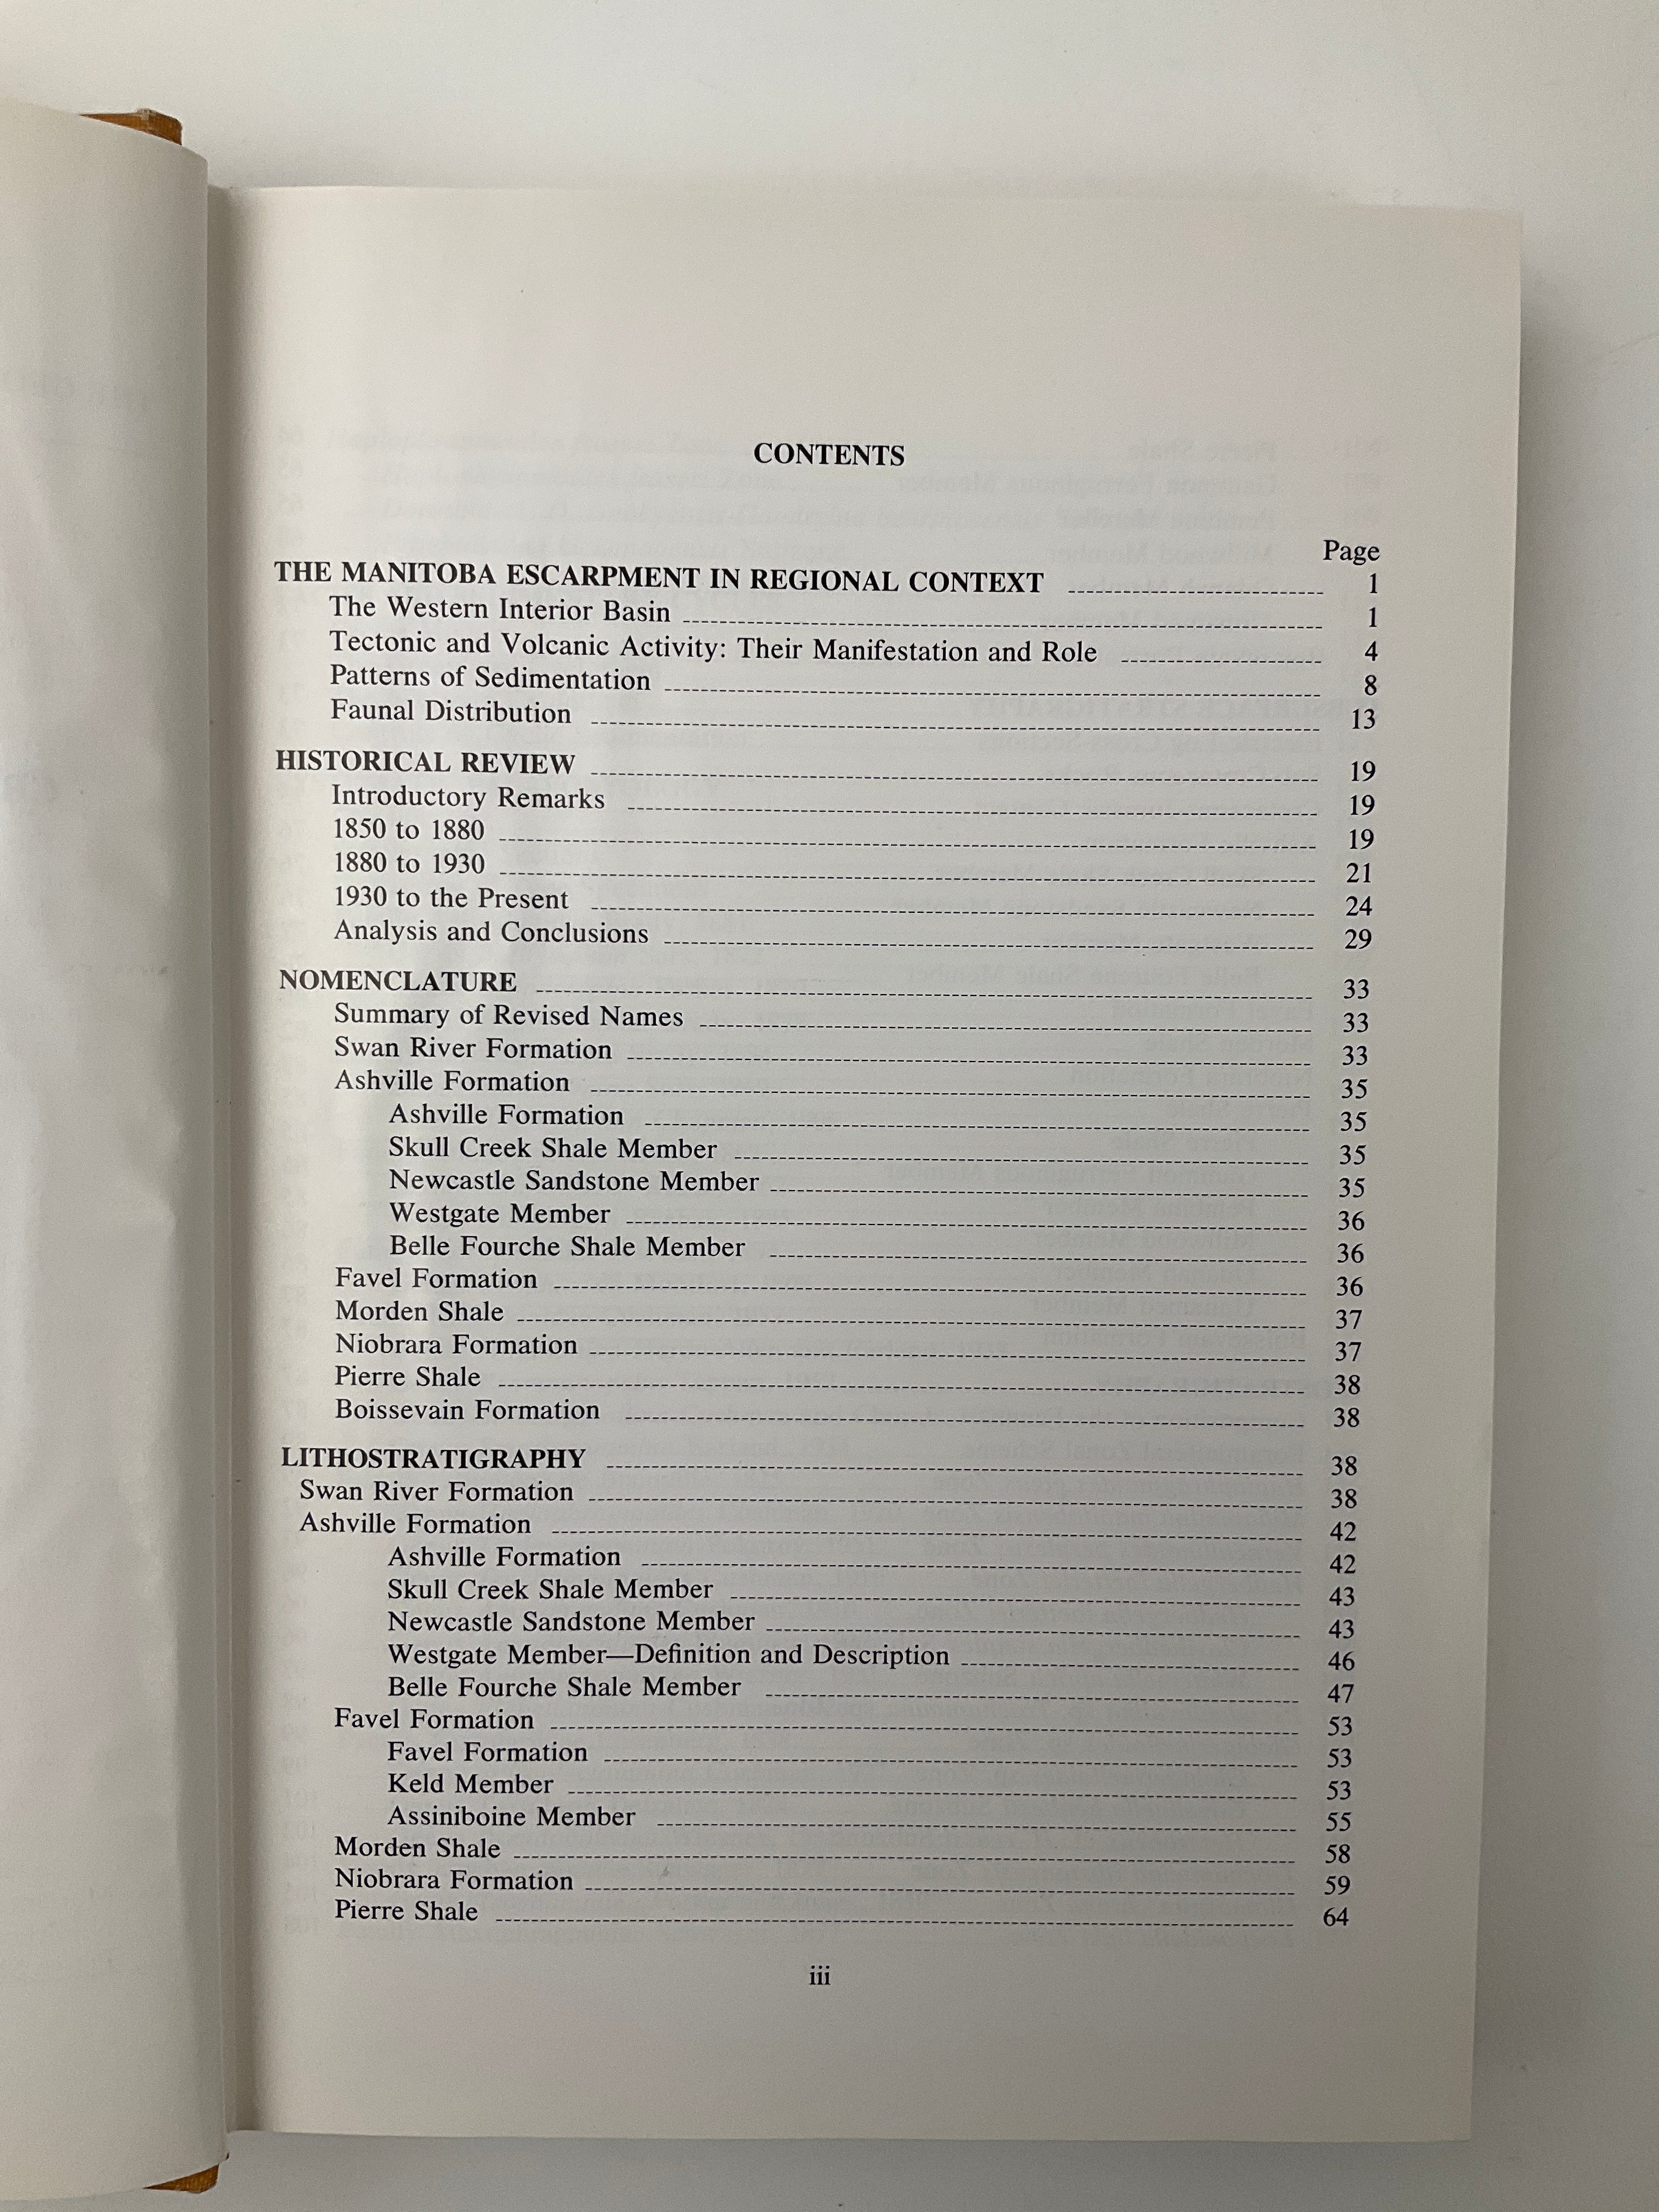 CONTENTS
Page
THE MANITOBA ESCARPMENT IN REGIONAL CONTEXT 1
The Western Interior Basin 1
Tectonic and Volcanic Activity: Their Manifestation and Role 4
Patterns of Sedimentation 8
Faunal Distribution 13
HISTORICAL REVIEW 19
Introductory Remarks 19
1850 to 1880 19
1880 to 1930 21
1930 to the Present 24
Analysis and Conclusions 29
NOMENCLATURE 33
Summary of Revised Names 33
Swan River Formation 33
Ashville Formation 35
Ashville Formation 35
Skull Creek Shale Member 35
Newcastle Sandstone Member 35
Westgate Member 36
Belle Fourche Shale Member 36
Favel Formation 36
Morden Shale 37
Niobrara Formation 37
Pierre Shale 38
Boissevain Formation 38
LITHOSTRATIGRAPHY 38
Swan River Formation 38
Ashville Formation 42
Ashville Formation 42
Skull Creek Shale Member 43
Newcastle Sandstone Member 43
Westgate Member—Definition and Description 46
Belle Fourche Shale Member 47
Favel Formation 53
Favel Formation 53
Keld Member 53
Assiniboine Member 55
Morden Shale 58
Niobrara Formation 59
Pierre Shale 64
iii